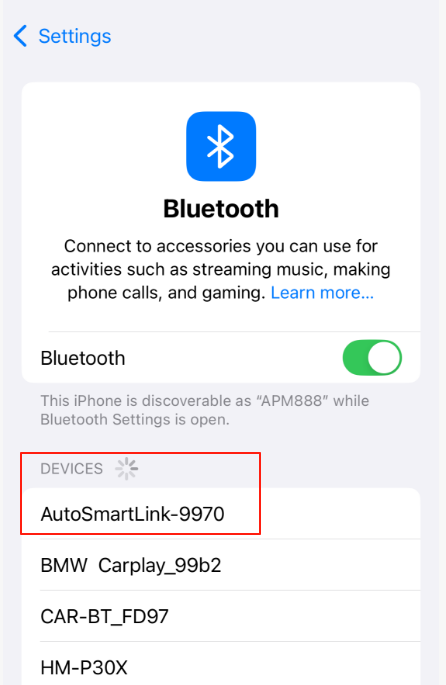 Settings
Bluetooth
Connect to accessories you can use for
activities such as streaming music, making
phone calls, and gaming. Learn more...
Bluetooth
This iPhone is discoverable as “APM888” while
Bluetooth Settings is open.
DEVICES
AutoSmartLink-9970
BMW  Carplay_99b2
CAR-BT_FD97
HM-P30X